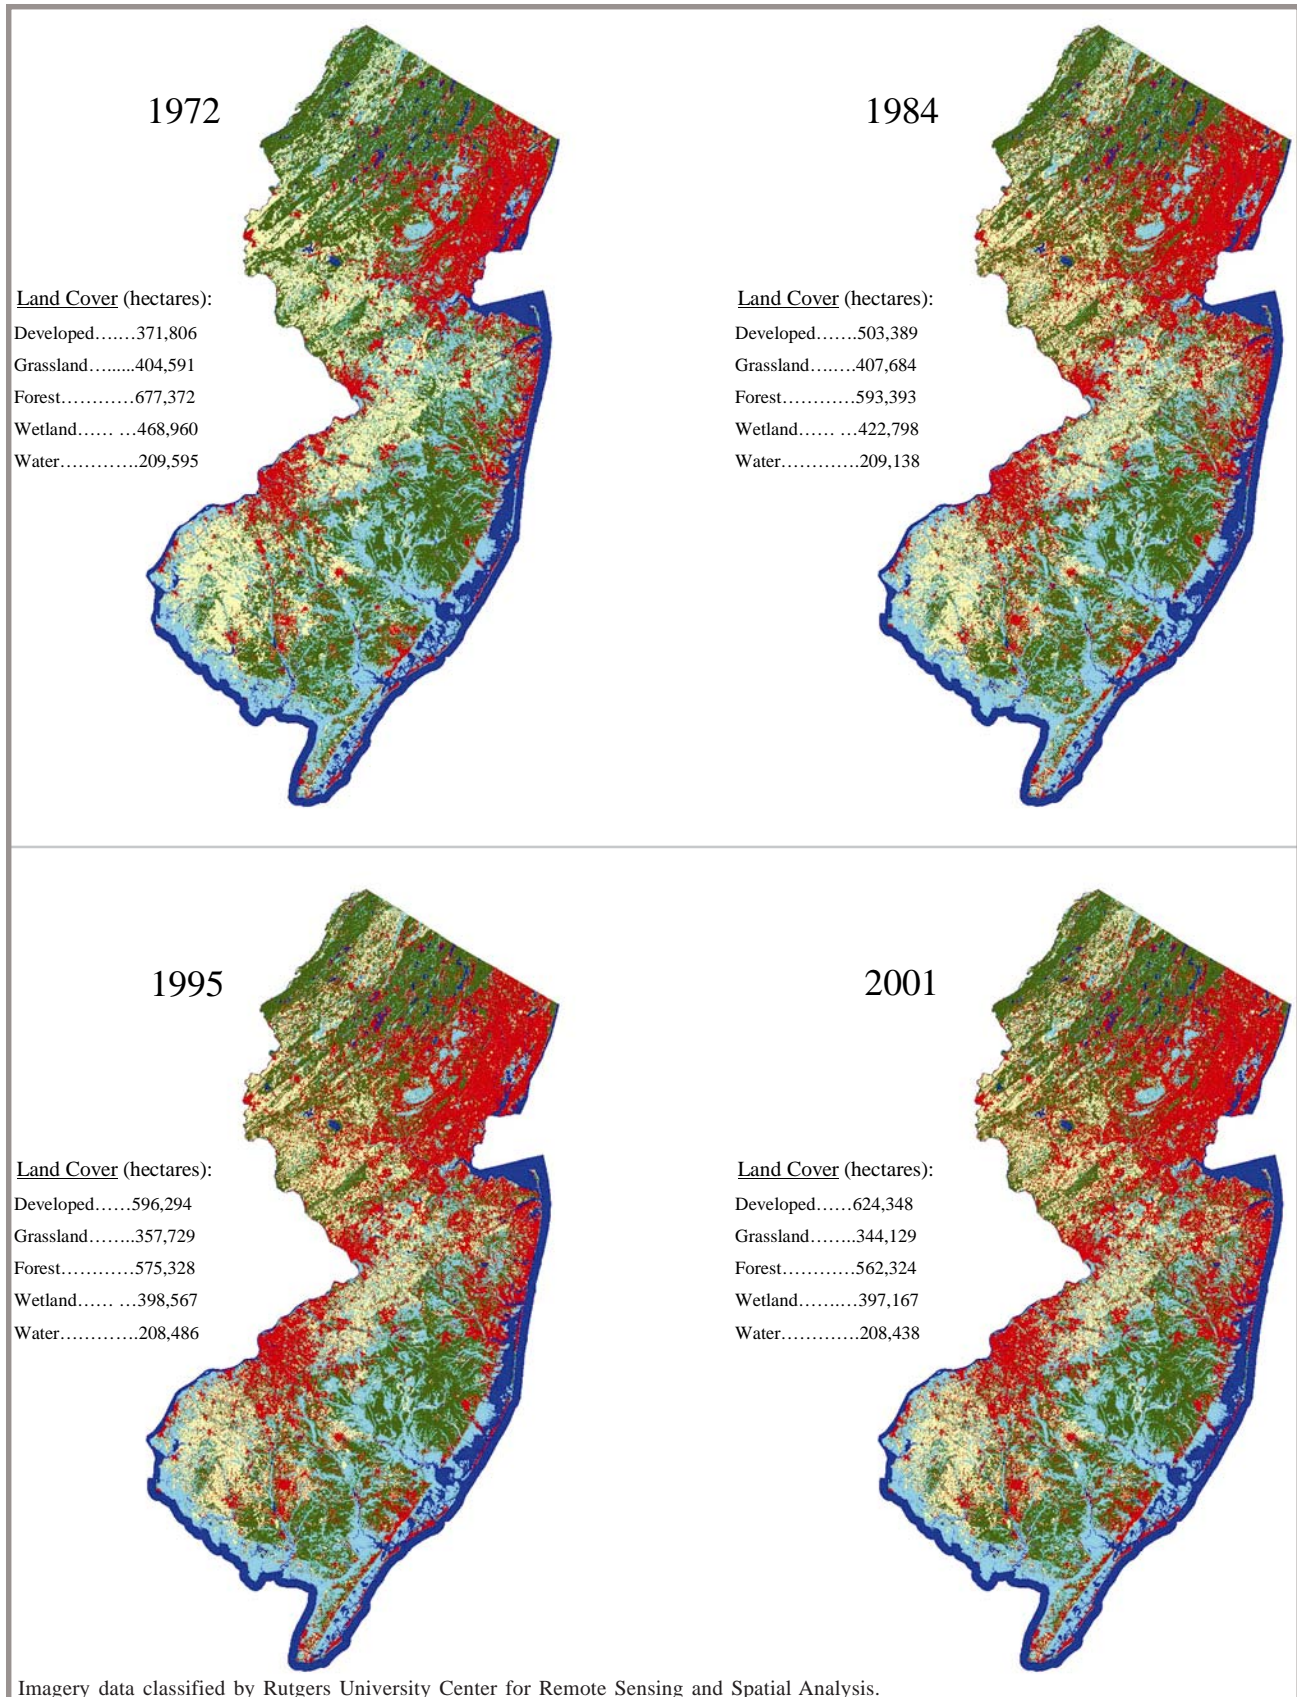 1972
Land Cover (hectares):
Developed.......371,806
Grassland.........404,591
Forest…………677,372
Wetland…… …468,960
Water………….209,595
1984
Land Cover (hectares):
Developed…....503,389
Grassland…..…407,684
Forest…………593,393
Wetland…… …422,798
Water………….209,138
1995
Land Cover (hectares):
Developed……596,294
Grassland……..357,729
Forest…………575,328
Wetland…… …398,567
Water………….208,486
2001
Land Cover (hectares):
Developed……624,348
Grassland……..344,129
Forest…………562,324
Wetland…….…397,167
Water………….208,438
Imagery data classified by Rutgers University Center for Remote Sensing and Spatial Analysis.